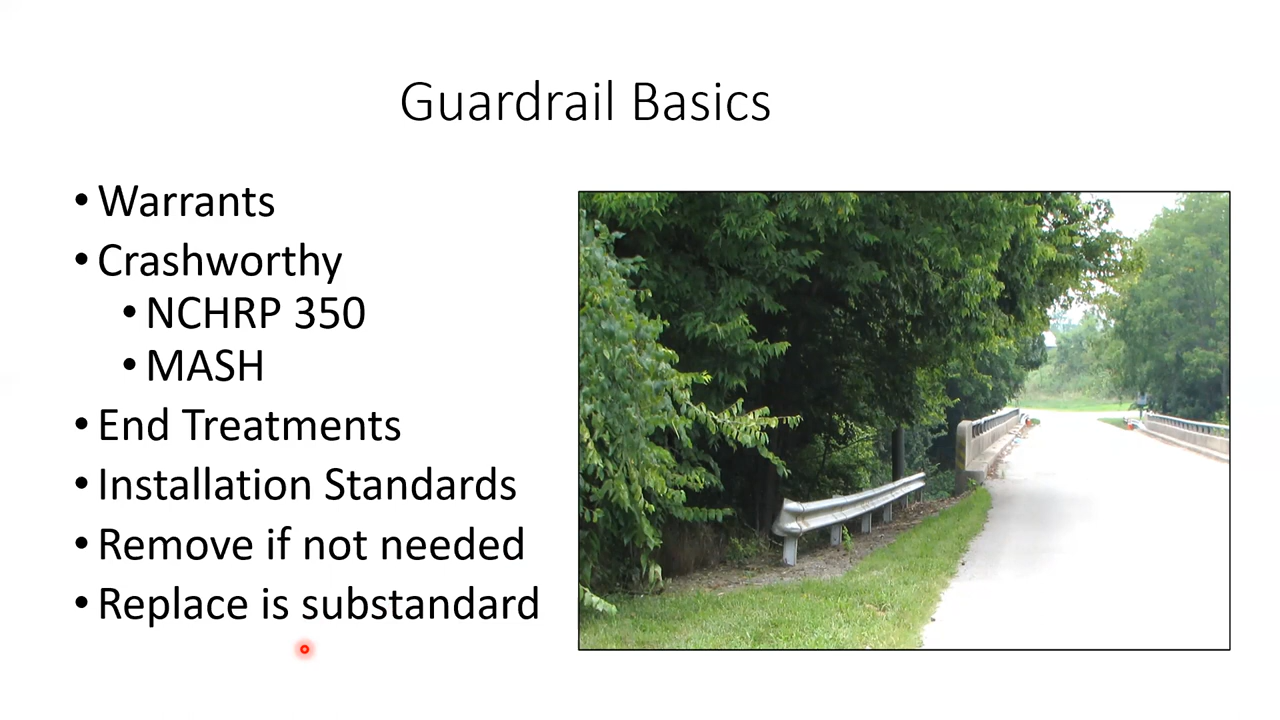 Guardrail Basics
• Warrants
• Crashworthy
• NCHRP 350
• MASH
• End Treatments
• Installation Standards
• Remove if not needed
• Replace is substandard